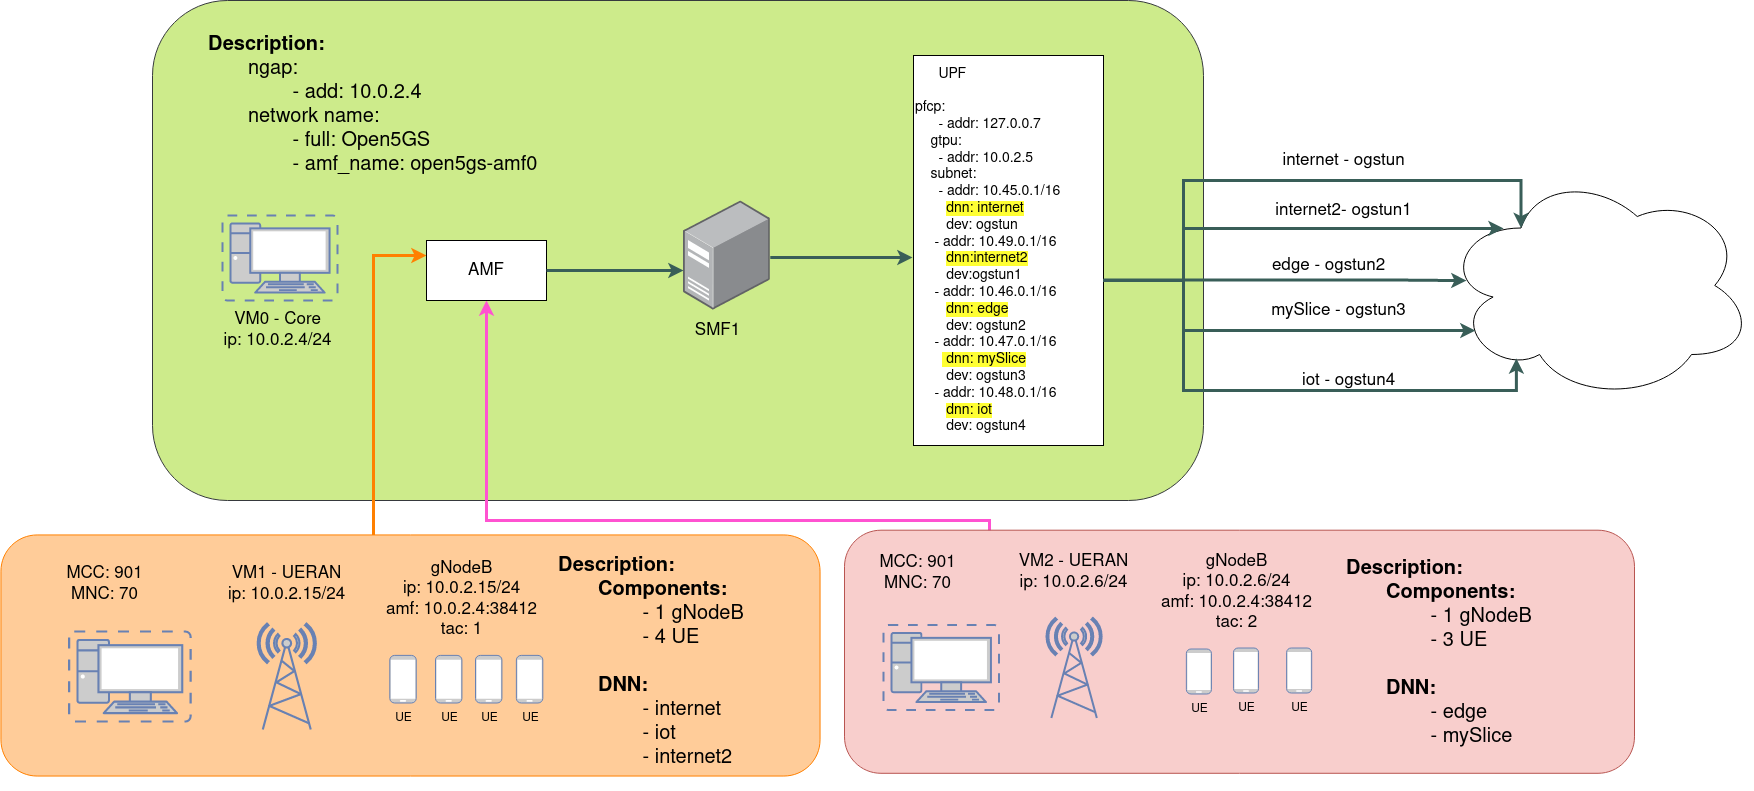 Description:
ngap:
- add: 10.0.2.4
network name:
- full: Open5GS
- amf_name: open5gs-amf0
VM0 - Core
ip: 10.0.2.4/24
AMF
SMF1
UPF
pfcp:
- addr: 127.0.0.7
gtpu:
- addr: 10.0.2.5
subnet:
- addr: 10.45.0.1/16
dnn: internet
dev: ogstun
- addr: 10.49.0.1/16
dnn:internet2
dev:ogstun1
- addr: 10.46.0.1/16
dnn: edge
dev: ogstun2
- addr: 10.47.0.1/16
dnn: mySlice
dev: ogstun3
- addr: 10.48.0.1/16
dnn: iot
dev: ogstun4
internet - ogstun
internet2- ogstun1
edge - ogstun2
mySlice - ogstun3
iot - ogstun4
MCC: 901
MNC: 70
VM1 - UERAN
ip: 10.0.2.15/24
gNodeB
ip: 10.0.2.15/24
amf: 10.0.2.4:38412
tac: 1
UE
UE
UE
UE
Description:
Components:
- 1 gNodeB
- 4 UE
DNN:
- internet
- iot
- internet2
MCC: 901
MNC: 70
VM2 - UERAN
ip: 10.0.2.6/24
gNodeB
ip: 10.0.2.6/24
amf: 10.0.2.4:38412
tac: 2
UE
UE
UE
Description:
Components:
- 1 gNodeB
- 3 UE
DNN:
- edge
- mySlice